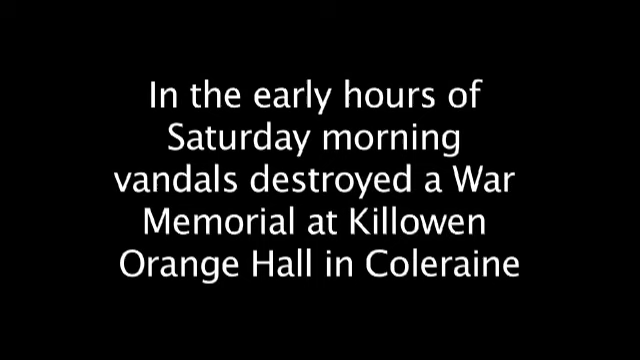 In the early hours of
Saturday morning
vandals destroyed a War
Memorial at Killowen
Orange Hall in Coleraine